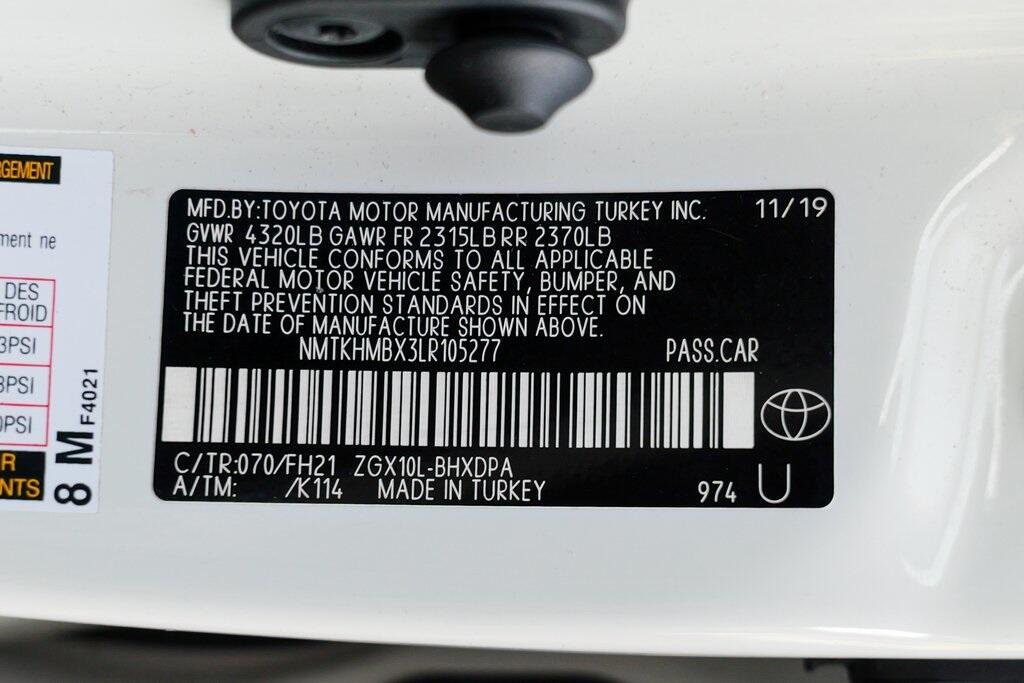 RGEMENT
ment ne
DES
FROID
3PSI
3PSI
0PSI
R
NTS
8 M F4021
MFD.BY:TOYOTA MOTOR MANUFACTURING TURKEY INC. 11/19
GVWR 4320LB GAWR FR 2315LB RR 2370LB
THIS VEHICLE CONFORMS TO ALL APPLICABLE
FEDERAL MOTOR VEHICLE SAFETY, BUMPER, AND
THEFT PREVENTION STANDARDS IN EFFECT ON
THE DATE OF MANUFACTURE SHOWN ABOVE.
NMTKHMBX3LR105277 PASS.CAR
C/TR:070/FH21 ZGX10L-BHXDPA
A/TM: /K114 MADE IN TURKEY 974 U